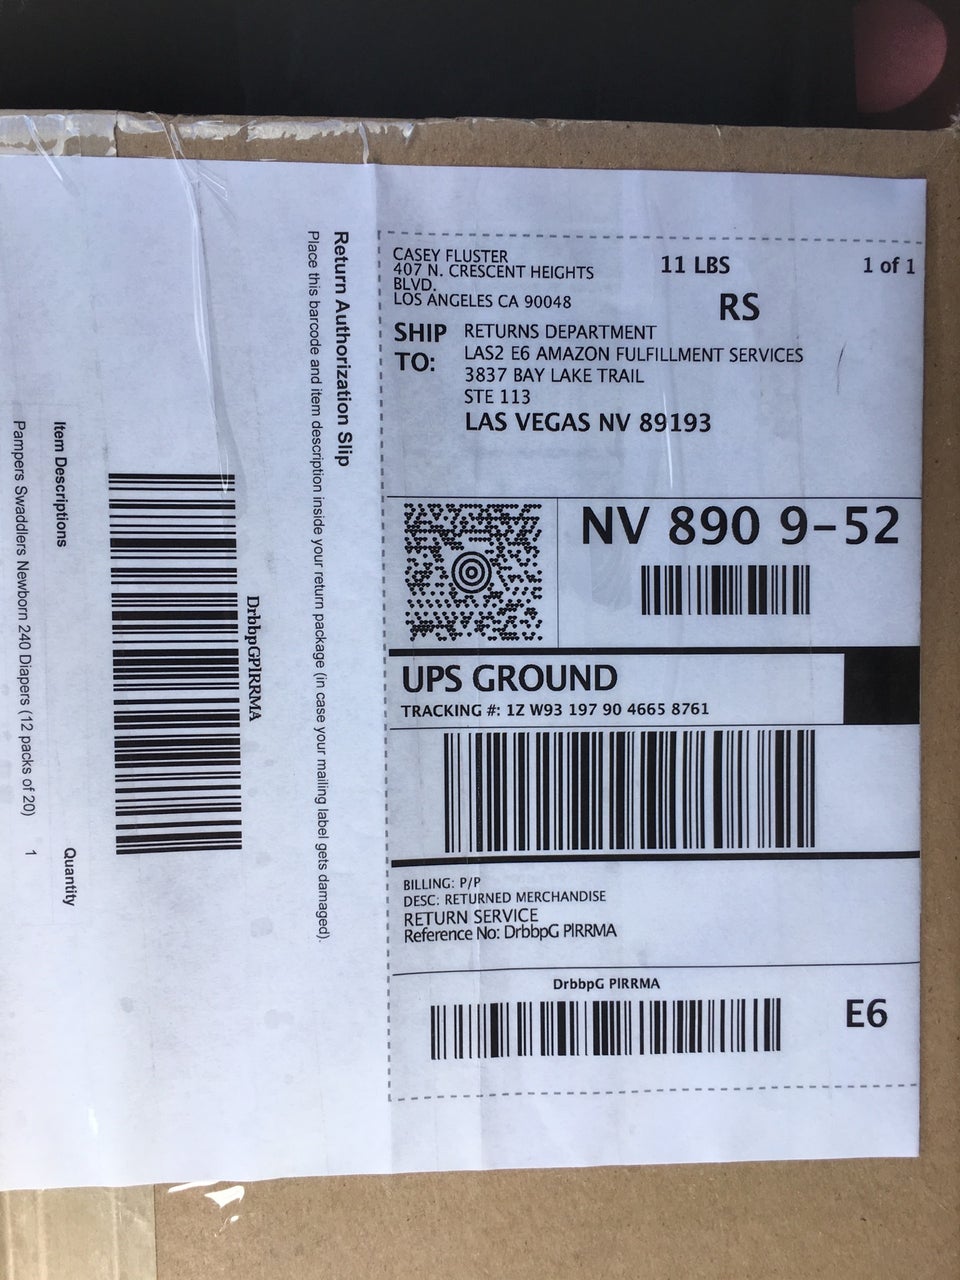 CASEY FLUSTER
407 N. CRESCENT HEIGHTS
BLVD.
LOS ANGELES CA 90048
11 LBS
1 of 1
RS
SHIP
TO:
RETURNS DEPARTMENT
LAS2 E6 AMAZON FULFILLMENT SERVICES
3837 BAY LAKE TRAIL
STE 113
LAS VEGAS NV 89193
NV 890 9-52
UPS GROUND
TRACKING #: 1Z W93 197 90 4665 8761
BILLING: P/P
DESC: RETURNED MERCHANDISE
RETURN SERVICE
Reference No: DrbbpG PIRRMA
DrbbpG PIRRMA
E6
Return Authorization Slip
Place this barcode and item description inside your return package (in case your mailing label gets damaged).
DrbbpGPIRRMA
Item Descriptions Quantity
Pampers Swaddlers Newborn 240 Diapers (12 packs of 20) 1